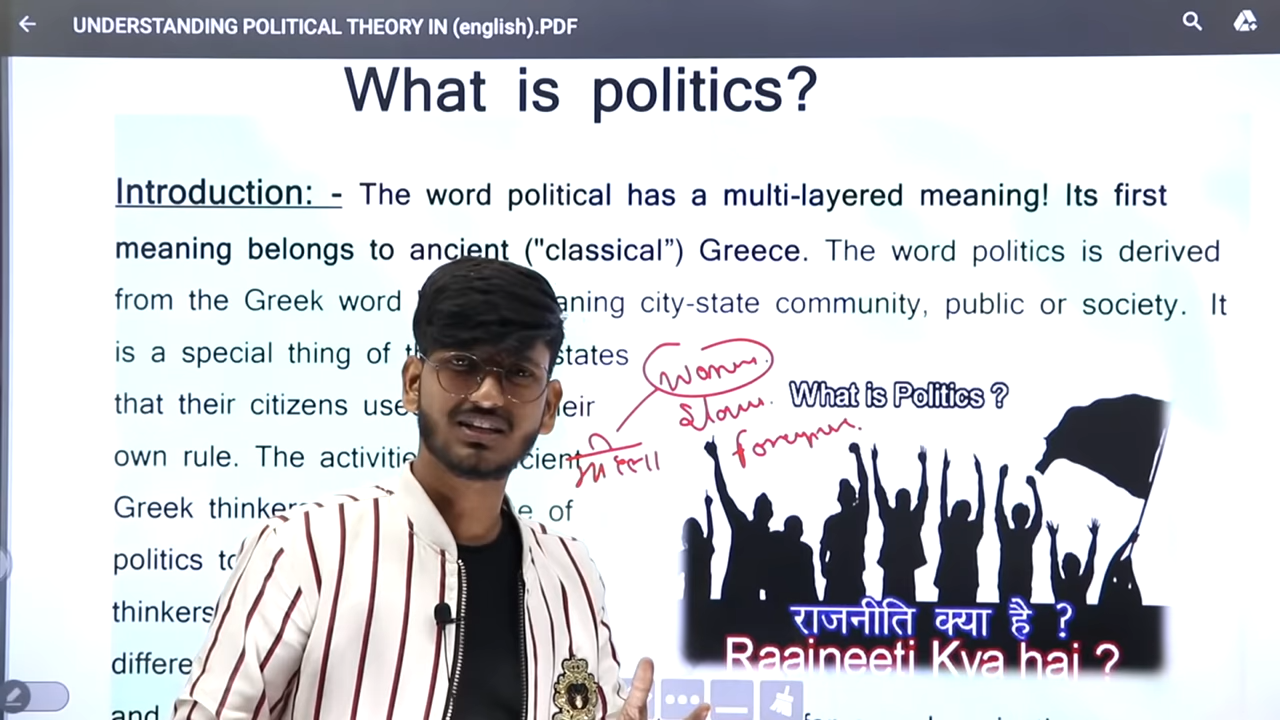 UNDERSTANDING POLITICAL THEORY IN (english).PDF
What is politics?
Introduction: - The word political has a multi-layered meaning! Its first
meaning belongs to ancient ("classical”) Greece. The word politics is derived
from the Greek word aning city-state community, public or society. It
is a special thing of states
that their citizens use eir
own rule. The activitie cient
Greek thinker e of
politics to
thinkers
differe
and
Women
What is Politics ?
राजनीति क्या है ?
Raajneeti Kya hai ?